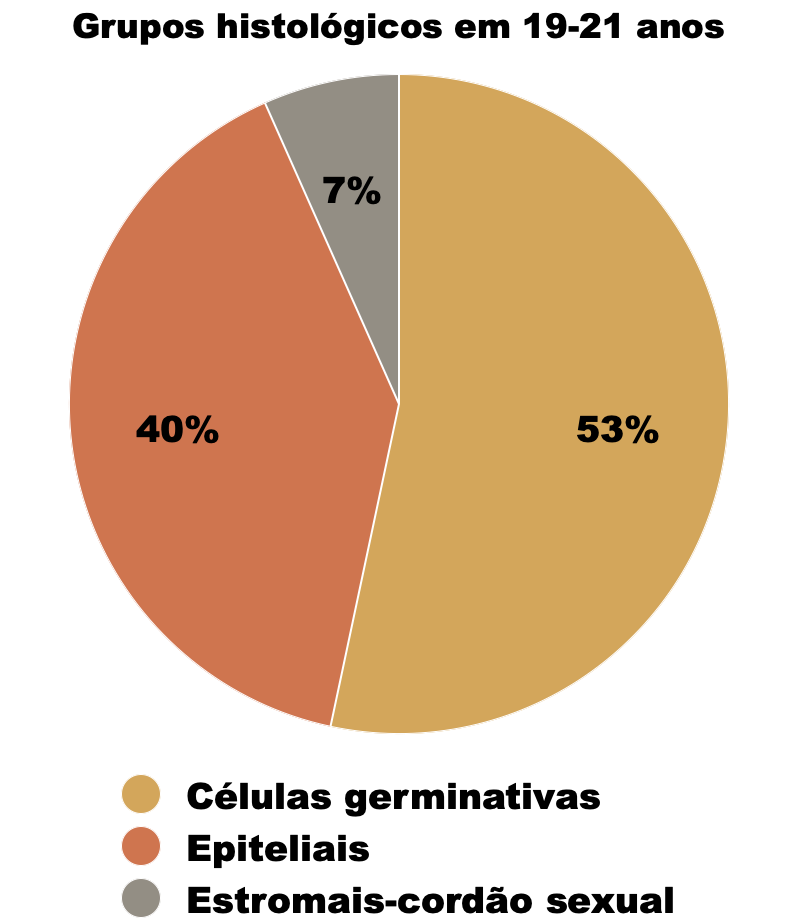 Grupos histológicos em 19-21 anos
7%
40%
53%
Células germinativas
Epiteliais
Estromais-cordão sexual